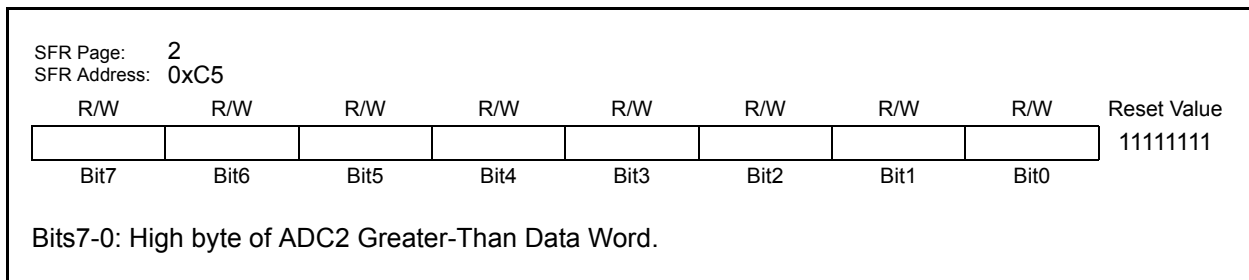 SFR Page: 2
SFR Address: 0xC5
R/W R/W R/W R/W R/W R/W R/W R/W Reset Value
11111111
Bit7 Bit6 Bit5 Bit4 Bit3 Bit2 Bit1 Bit0
Bits7-0: High byte of ADC2 Greater-Than Data Word.